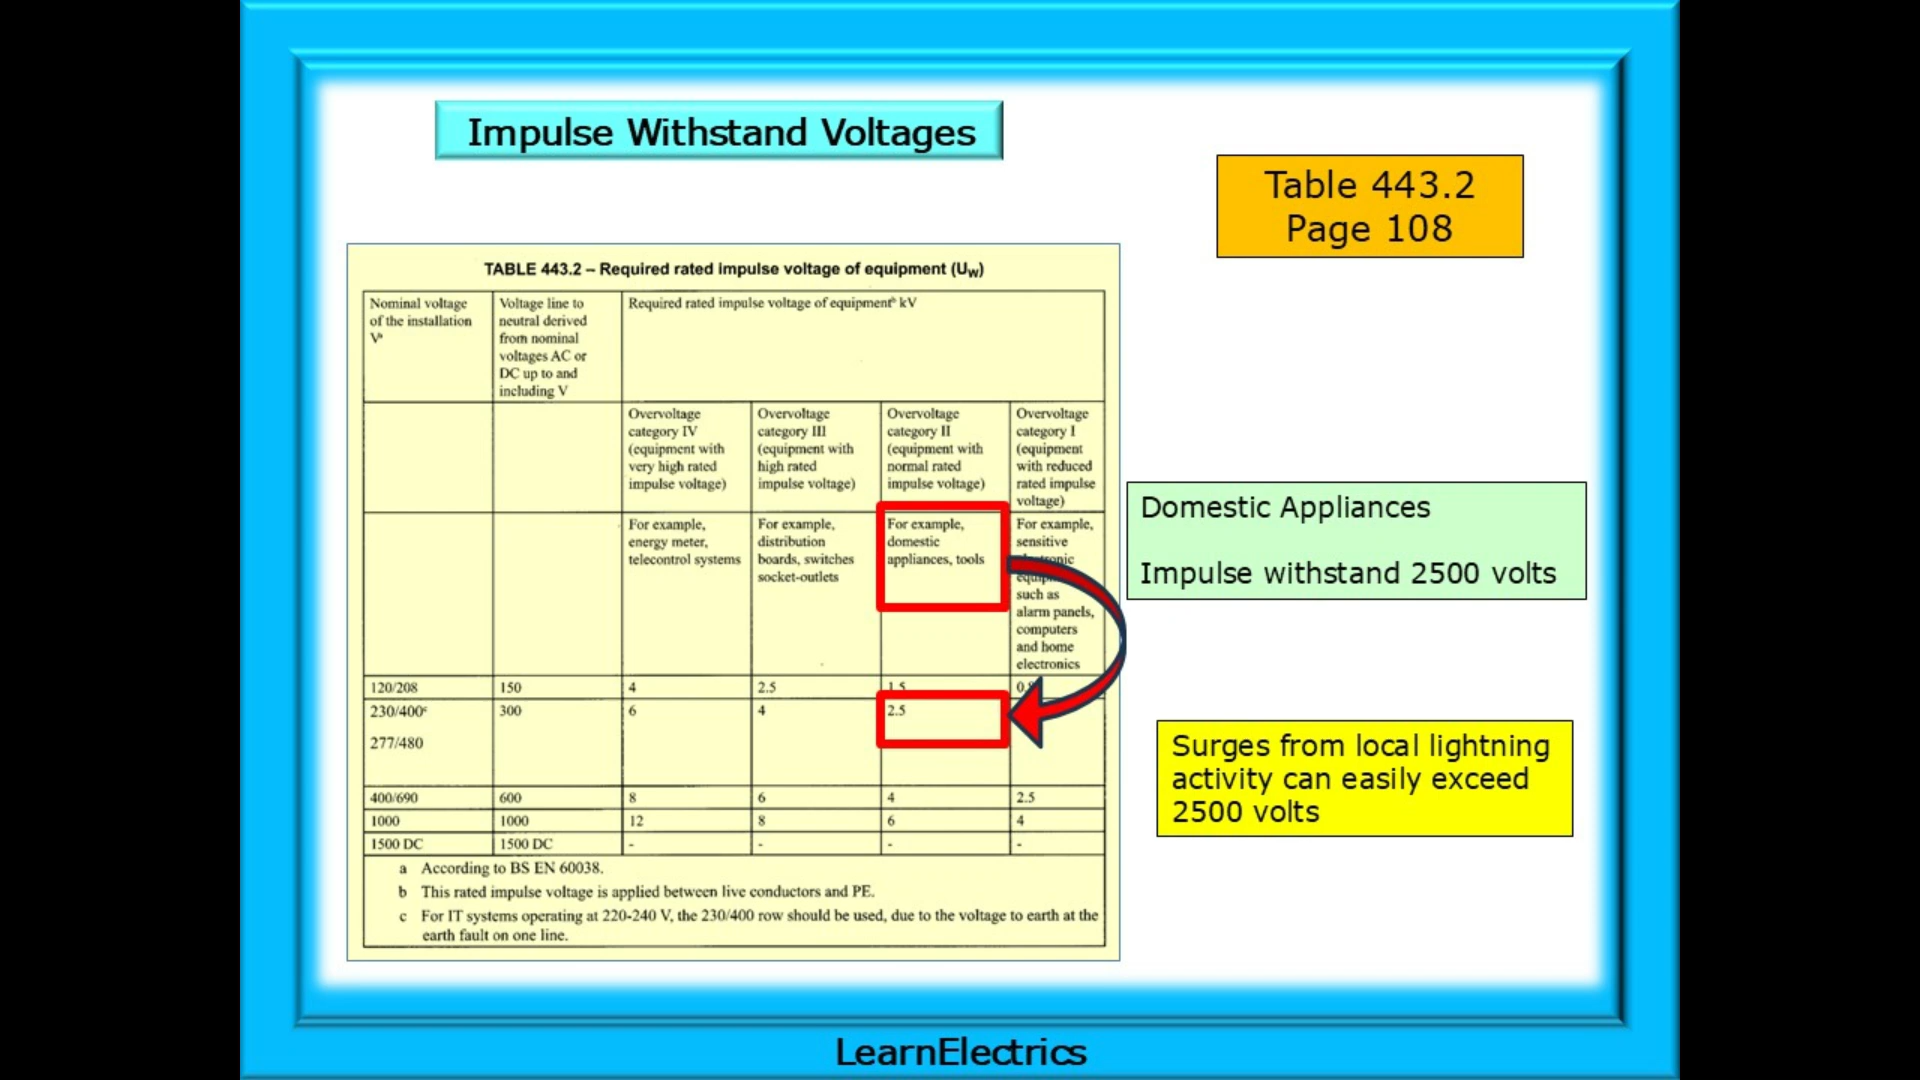 Impulse Withstand Voltages
Table 443.2
Page 108
TABLE 443.2 – Required rated impulse voltage of equipment (UW)
Nominal voltage
of the installation
Va
Voltage line to
neutral derived
from nominal
voltages AC or
DC up to and
including V
Required rated impulse voltage of equipmentb kV
Overvoltage
category IV
(equipment with
very high rated
impulse voltage)
Overvoltage
category III
(equipment with
high rated
impulse voltage)
Overvoltage
category II
(equipment with
normal rated
impulse voltage)
Overvoltage
category I
(equipment
with reduced
rated impulse
voltage)
For example,
energy meter,
telecontrol systems
For example,
distribution
boards, switches
socket-outlets
For example,
domestic
appliances, tools
For example,
sensitive
such as
alarm panels,
computers
and home
electronics
120/208 150 4 2.5 1.5
230/400c 300 6 4 2.5
277/480
400/690 600 8 6 4 2.5
1000 1000 12 8 6 4
1500 DC 1500 DC - - - -
a According to BS EN 60038.
b This rated impulse voltage is applied between live conductors and PE.
c For IT systems operating at 220-240 V, the 230/400 row should be used, due to the voltage to earth at the
earth fault on one line.
Domestic Appliances
Impulse withstand 2500 volts
Surges from local lightning
activity can easily exceed
2500 volts
LearnElectrics